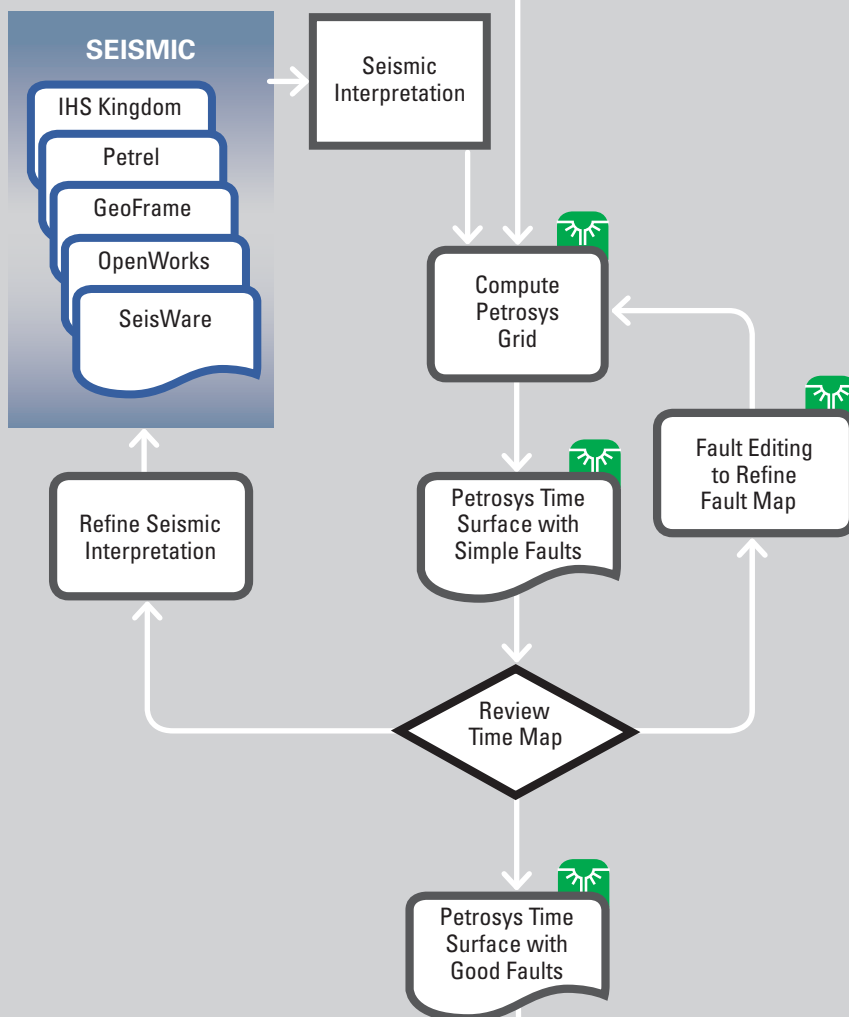 SEISMIC
IHS Kingdom
Petrel
GeoFrame
OpenWorks
SeisWare
Seismic
Interpretation
Compute
Petrosys
Grid
Fault Editing
to Refine
Fault Map
Petrosys Time
Surface with
Simple Faults
Refine Seismic
Interpretation
Review
Time Map
Petrosys Time
Surface with
Good Faults